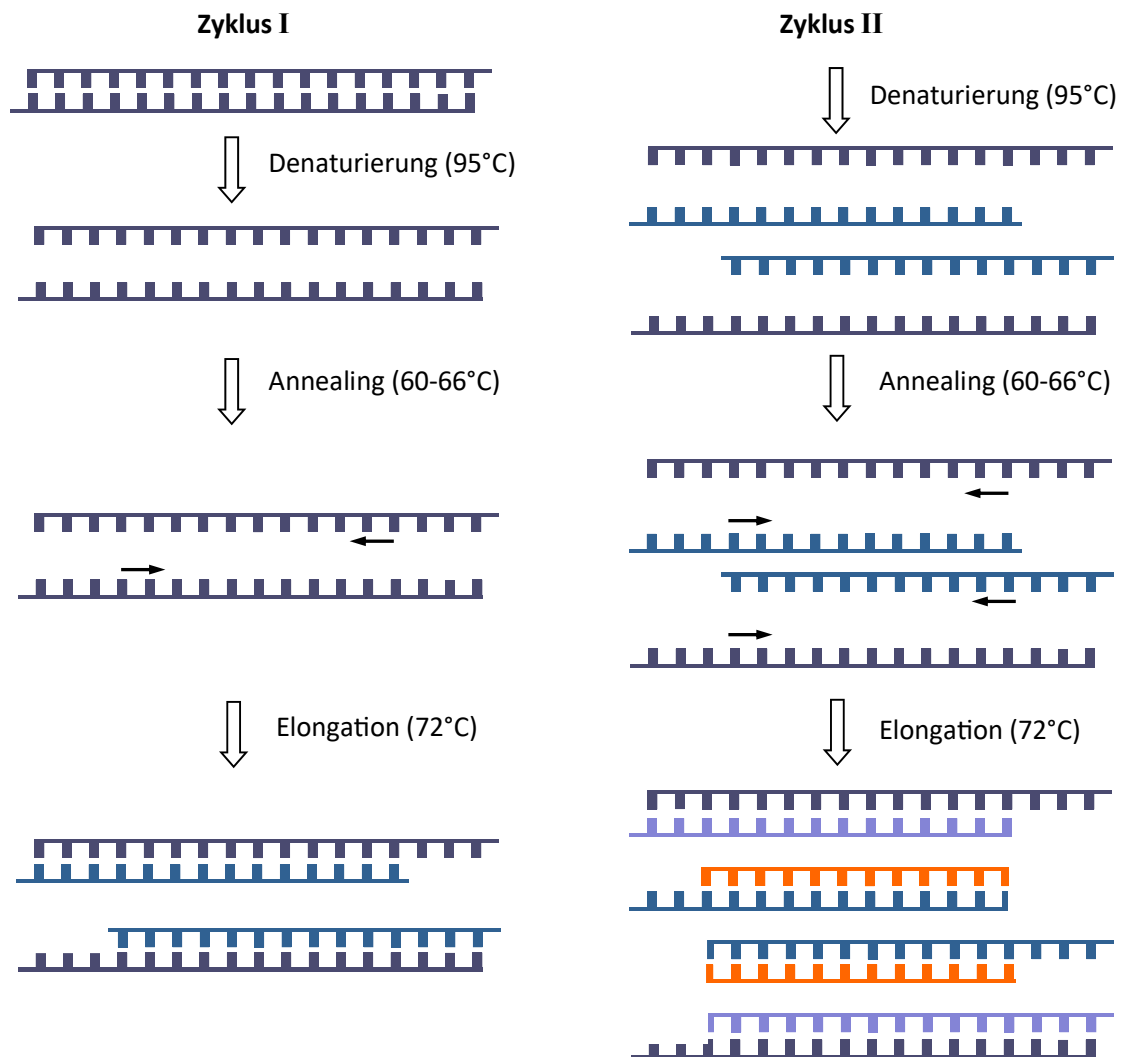 Zyklus I
Denaturierung (95°C)
Annealing (60-66°C)
Elongation (72°C)
Zyklus II
Denaturierung (95°C)
Annealing (60-66°C)
Elongation (72°C)